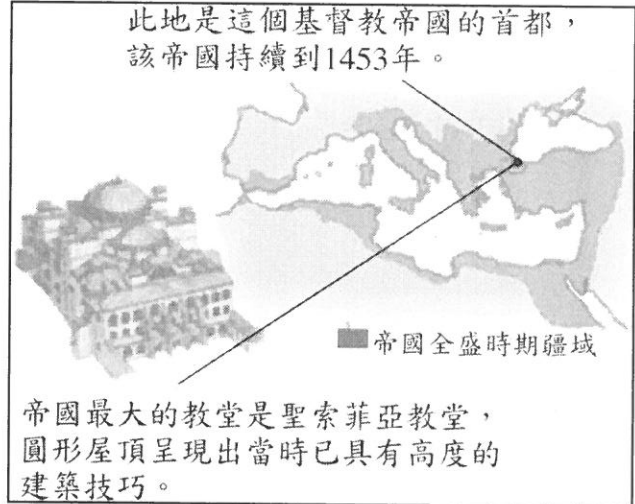 此地是這個基督教帝國的首都，
該帝國持續到1453年。
帝國全盛時期疆域
帝國最大的教堂是聖索菲亞教堂，
圓形屋頂呈現出當時已具有高度的
建築技巧。